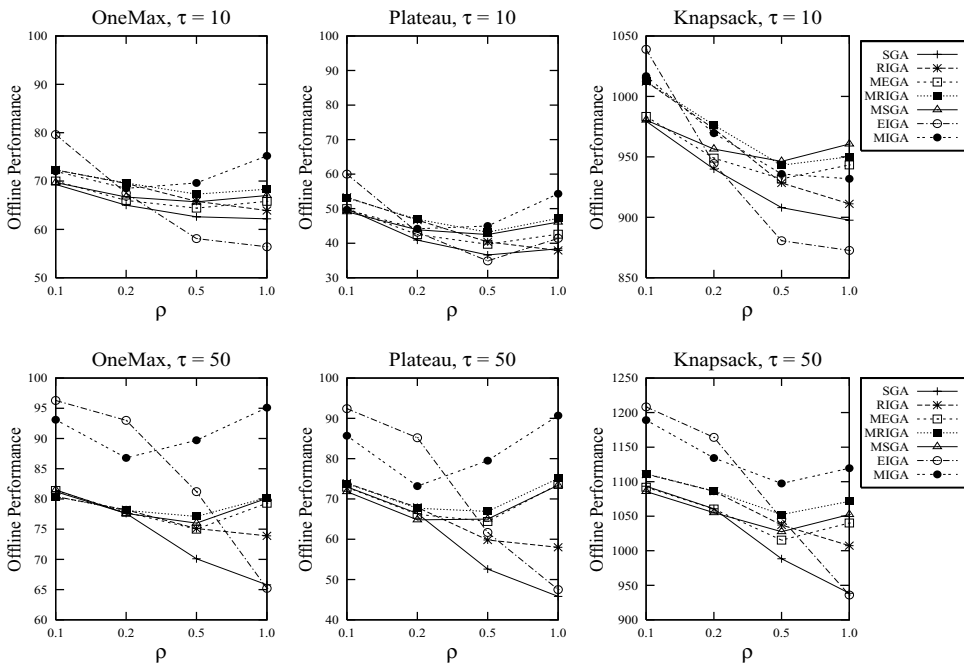 OneMax, τ = 10
Offline Performance
100
90
80
70
60
50
0.1
0.2
0.5
1.0
ρ
Plateau, τ = 10
Offline Performance
100
90
80
70
60
50
40
30
0.1
0.2
0.5
1.0
ρ
Knapsack, τ = 10
Offline Performance
1050
1000
950
900
850
0.1
0.2
0.5
1.0
ρ
SGA
RIGA
MEGA
MRIGA
MSGA
EIGA
MIGA
OneMax, τ = 50
Offline Performance
100
95
90
85
80
75
70
65
60
0.1
0.2
0.5
1.0
ρ
Plateau, τ = 50
Offline Performance
100
90
80
70
60
50
40
0.1
0.2
0.5
1.0
ρ
Knapsack, τ = 50
Offline Performance
1250
1200
1150
1100
1050
1000
950
900
0.1
0.2
0.5
1.0
ρ
SGA
RIGA
MEGA
MRIGA
MSGA
EIGA
MIGA